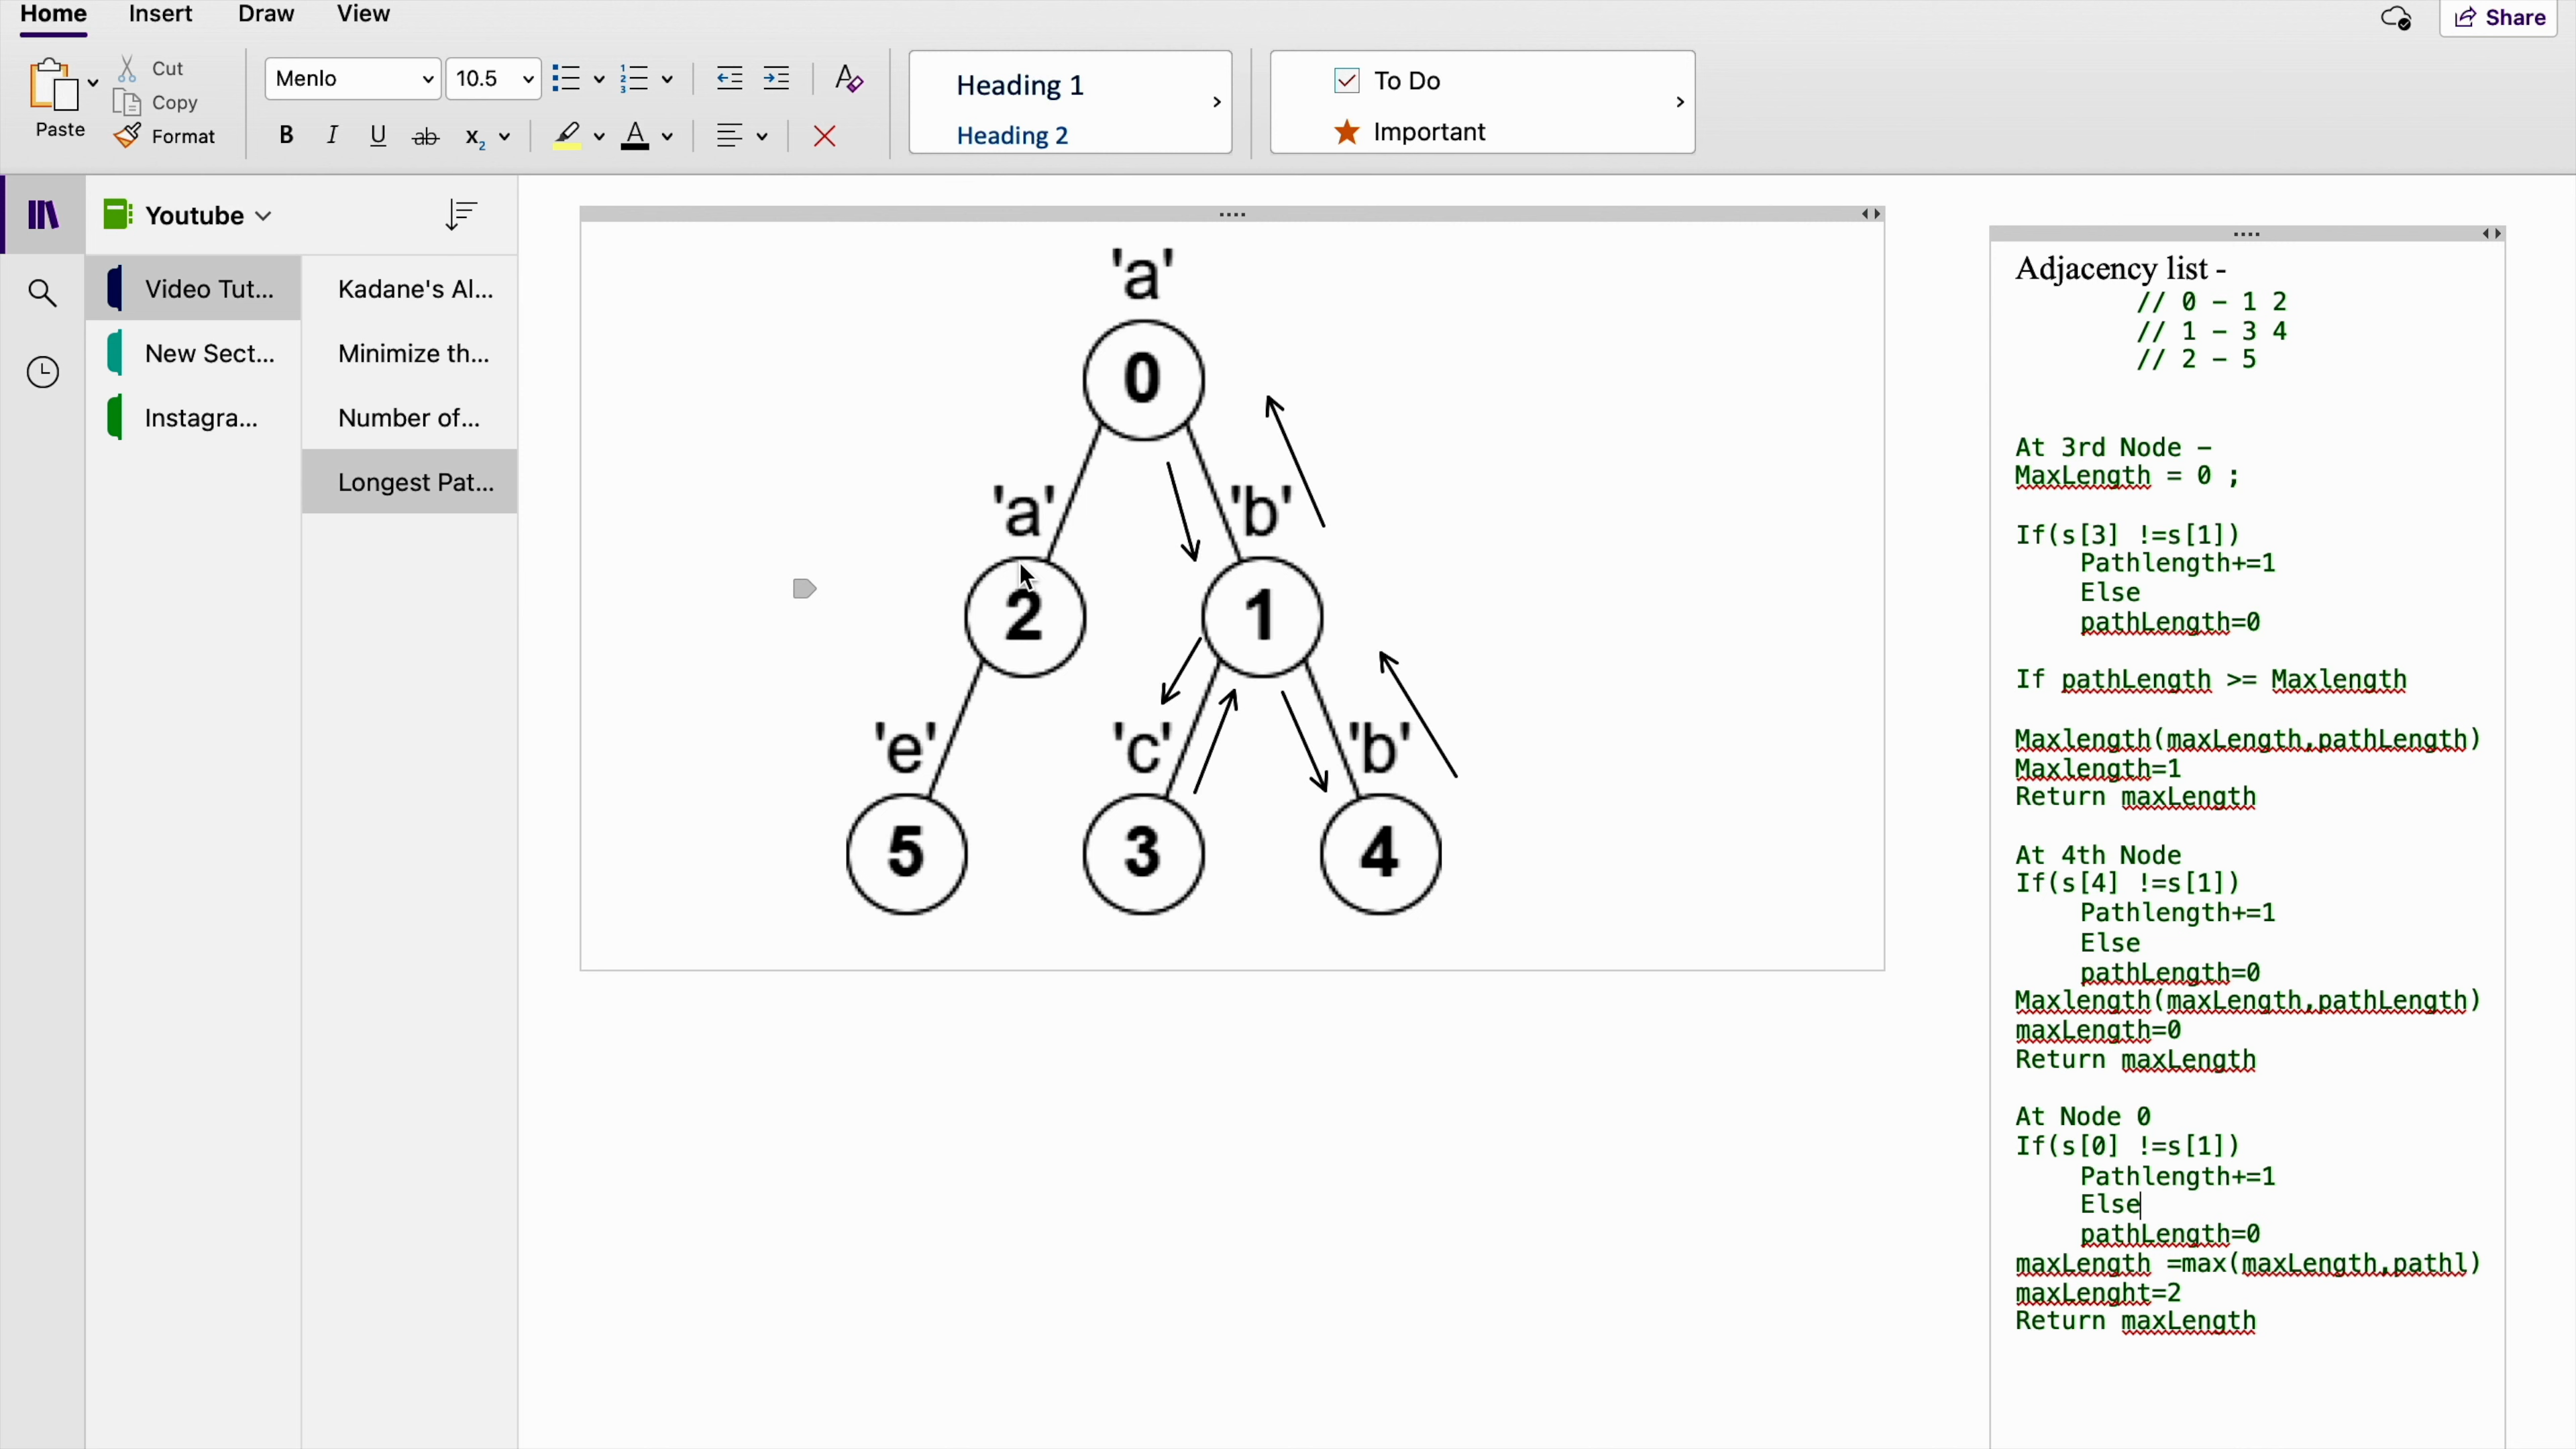 Home Insert Draw View
Share
Paste
Cut
Copy
Format
Menlo 10.5
B I U ab x2
A
Heading 1
Heading 2
To Do
Important
Youtube
Video Tut...
New Sect...
Instagra...
Kadane's Al...
Minimize th...
Number of...
Longest Pat...
'a'
0
'a' 'b'
2 1
'e' 'c' 'b'
5 3 4
Adjacency list -
// 0 – 1 2
// 1 – 3 4
// 2 – 5
At 3rd Node –
MaxLength = 0 ;
If(s[3] !=s[1])
Pathlength+=1
Else
pathLength=0
If pathLength >= Maxlength
Maxlength(maxLength,pathLength)
Maxlength=1
Return maxLength
At 4th Node
If(s[4] !=s[1])
Pathlength+=1
Else
pathLength=0
Maxlength(maxLength,pathLength)
maxLength=0
Return maxLength
At Node 0
If(s[0] !=s[1])
Pathlength+=1
Else
pathLength=0
maxLength =max(maxLength,pathl)
maxLenght=2
Return maxLength